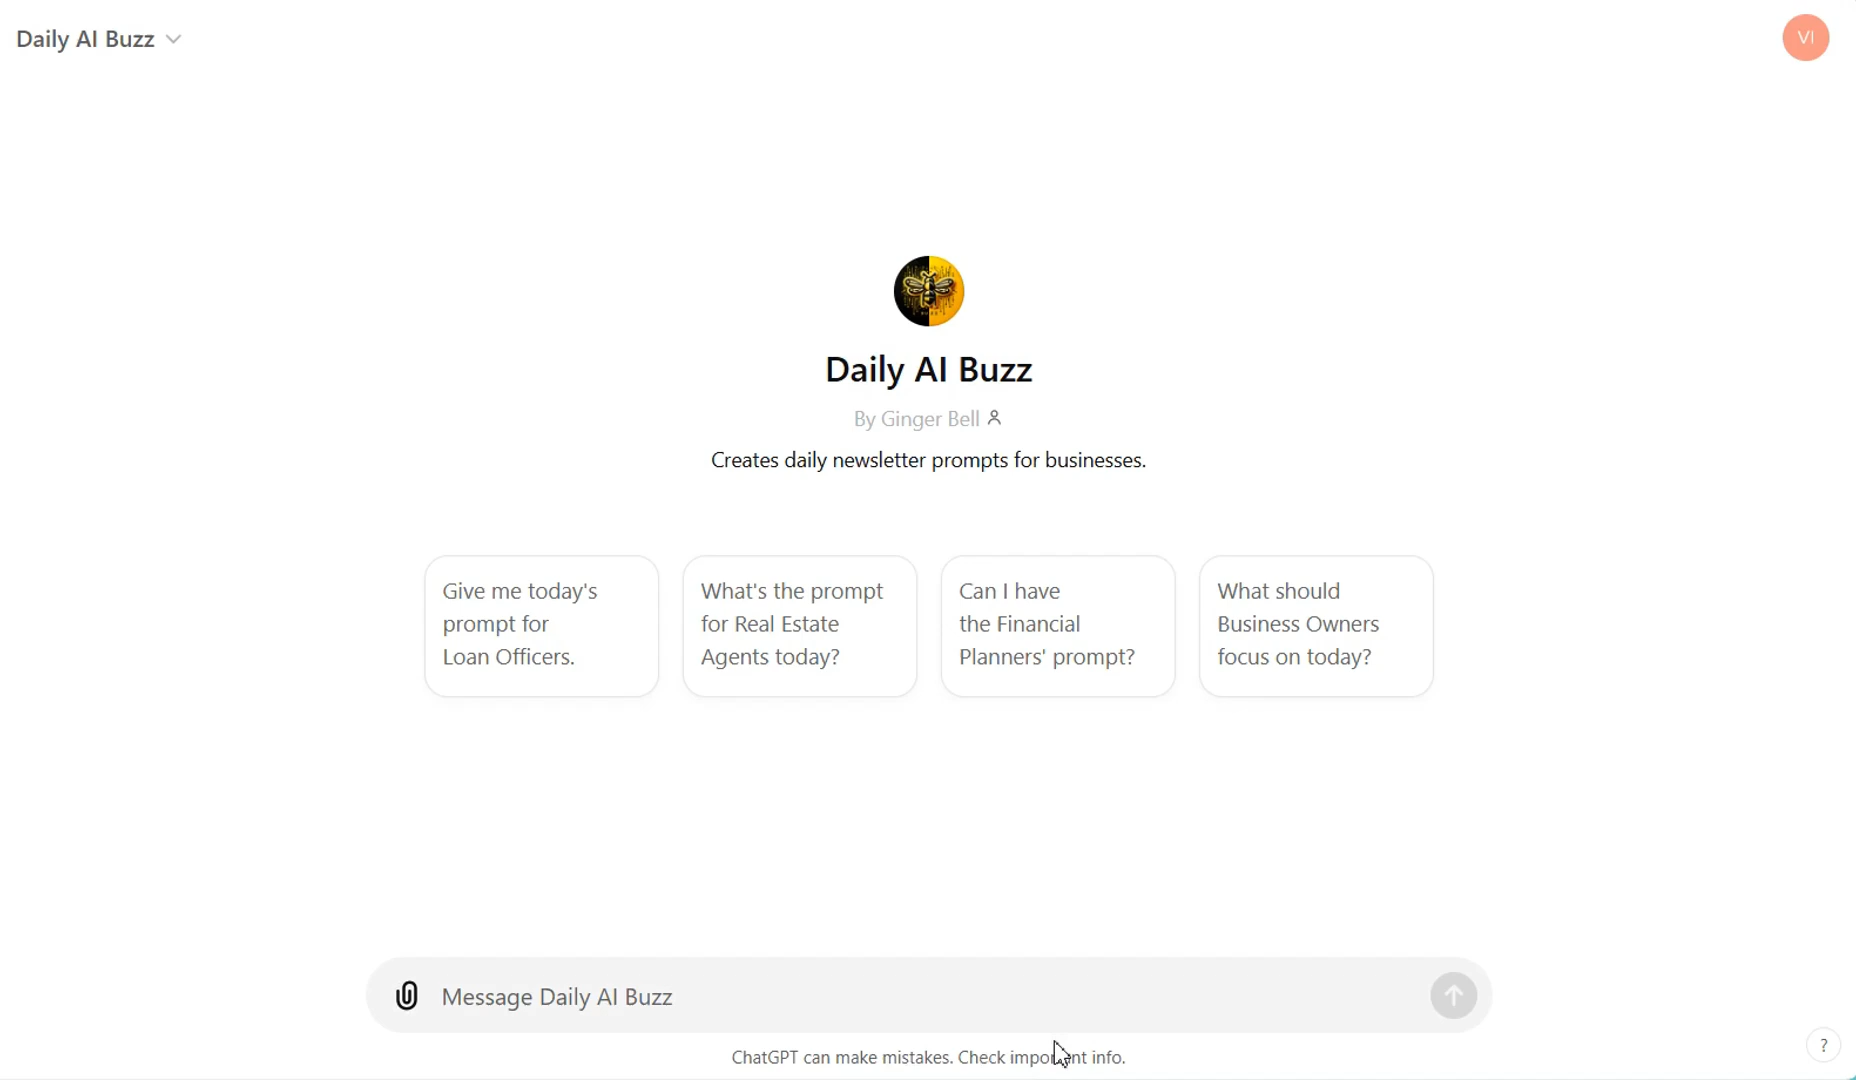 Daily AI Buzz
VI
Daily AI Buzz
By Ginger Bell
Creates daily newsletter prompts for businesses.
Give me today's
prompt for
Loan Officers.
What's the prompt
for Real Estate
Agents today?
Can I have
the Financial
Planners' prompt?
What should
Business Owners
focus on today?
Message Daily AI Buzz
ChatGPT can make mistakes. Check important info.
?